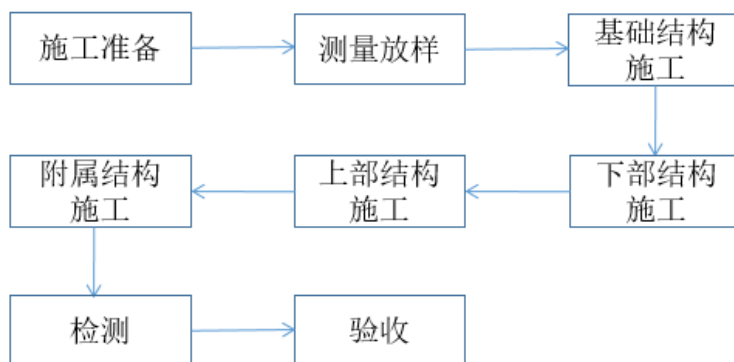 施工准备
测量放样
基础结构
施工
下部结构
施工
上部结构
施工
附属结构
施工
检测
验收